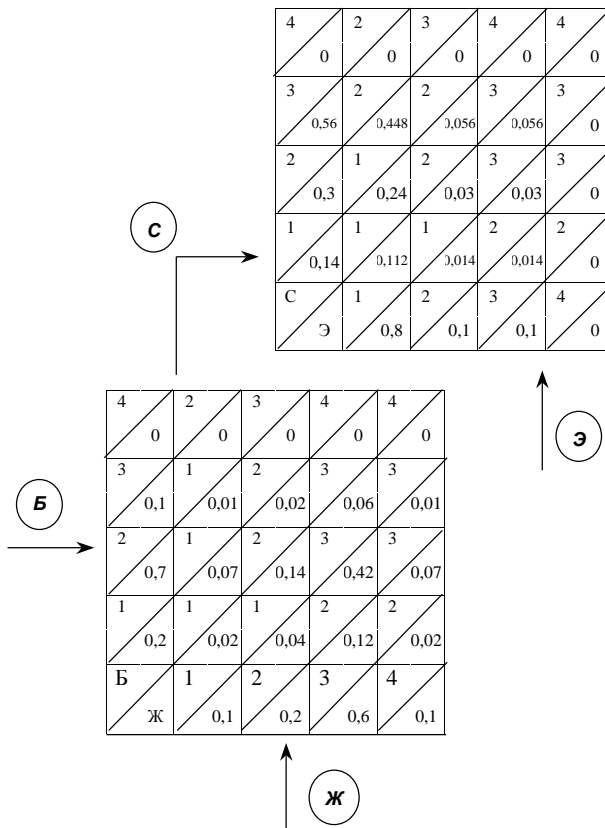 4 2 3 4 4
0 0 0 0 0
3 2 2 3 3
0,56 0,448 0,056 0,056 0
2 1 2 3 3
0,3 0,24 0,03 0,03 0
С
1 1 1 2 2
0,14 0,112 0,014 0,014 0
С 1 2 3 4
Э 0,8 0,1 0,1 0
4 2 3 4 4
0 0 0 0 0
Э
3 1 2 3 3
0,1 0,01 0,02 0,06 0,01
Б
2 1 2 3 3
0,7 0,07 0,14 0,42 0,07
1 1 1 2 2
0,2 0,02 0,04 0,12 0,02
Б 1 2 3 4
Ж 0,1 0,2 0,6 0,1
Ж